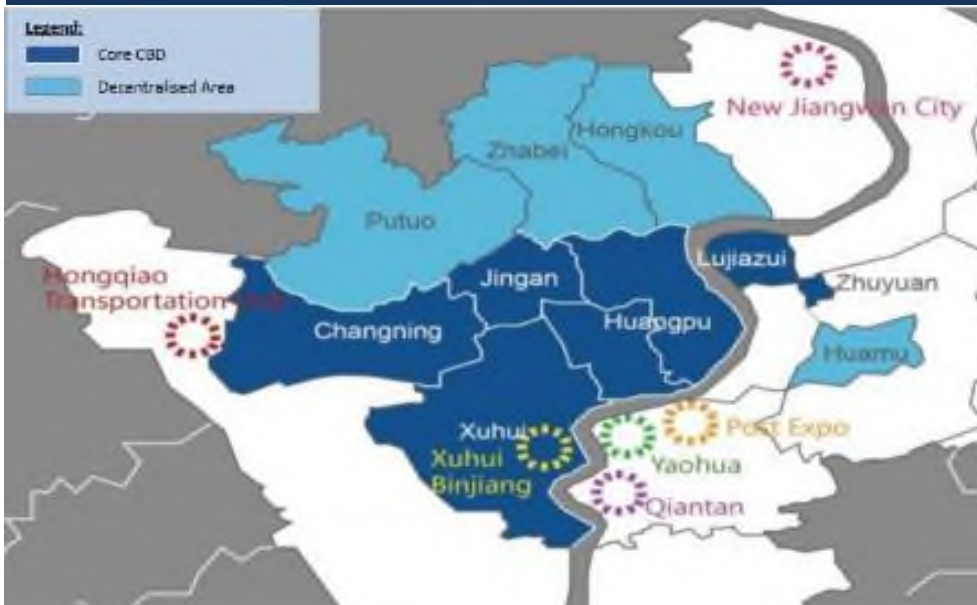 Legend:
Core CBD
Decentralised Area
New Jiangwan City
Hongkou
Zhabei
Putuo
Lujiazui
Hongqiao
Transportation
Jingan
Zhuyuan
Changning
Huangpu
Huamu
Xuhui
Post Expo
Xuhui
Binjiang
Yaohua
Qiantan